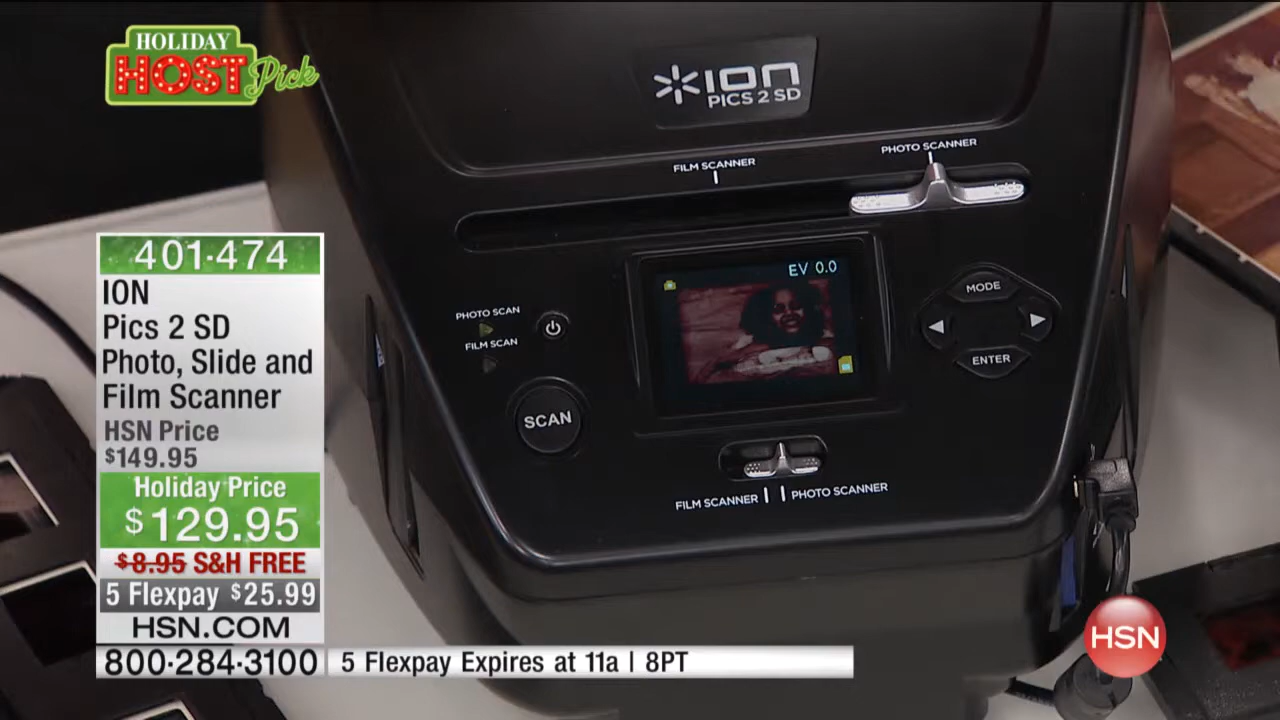 HOLIDAY
HOST
Pick
ION
PICS 2 SD
FILM SCANNER
PHOTO SCANNER
EV 0.0
PHOTO SCAN
FILM SCAN
SCAN
MODE
ENTER
FILM SCANNER
PHOTO SCANNER
401-474
ION
Pics 2 SD
Photo, Slide and
Film Scanner
HSN Price
$149.95
Holiday Price
$129.95
$8.95 S&H FREE
5 Flexpay $25.99
HSN.COM
800-284-3100
5 Flexpay Expires at 11a | 8PT
HSN